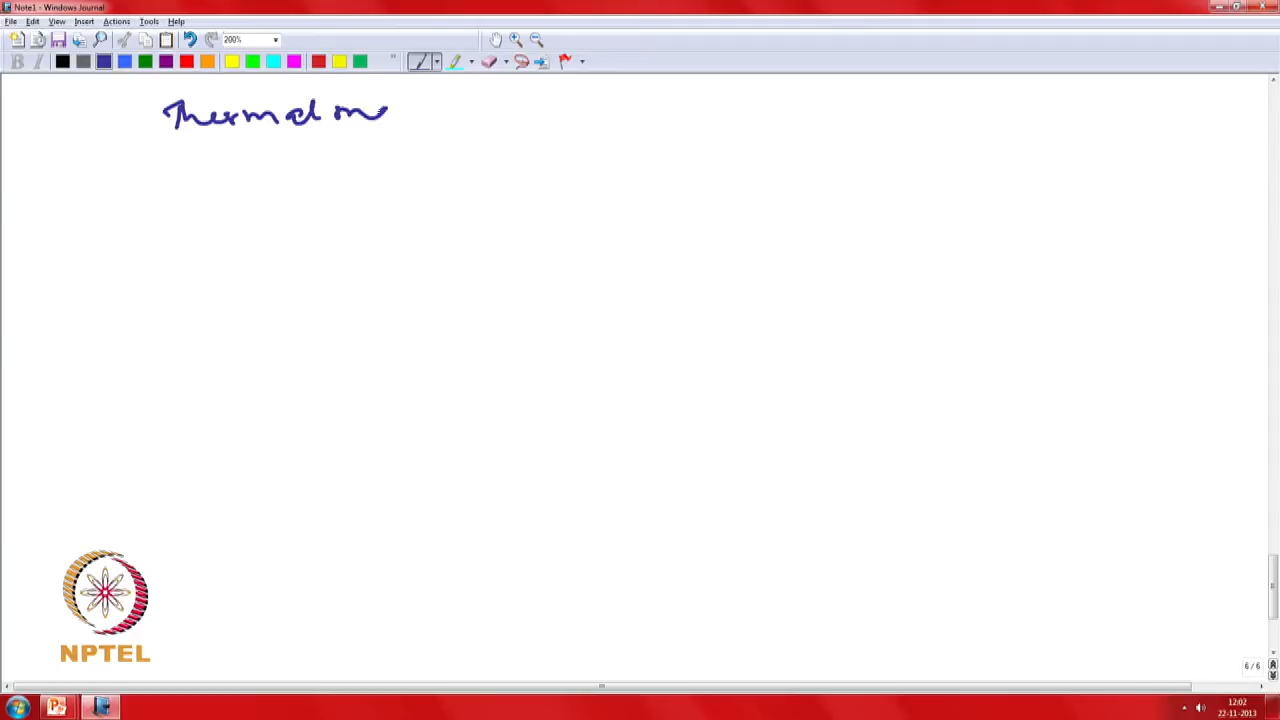 Note1 - Windows Journal
File Edit View Insert Actions Tools Help
200%
Thermal
NPTEL
6 / 6
12:02
22-11-2013